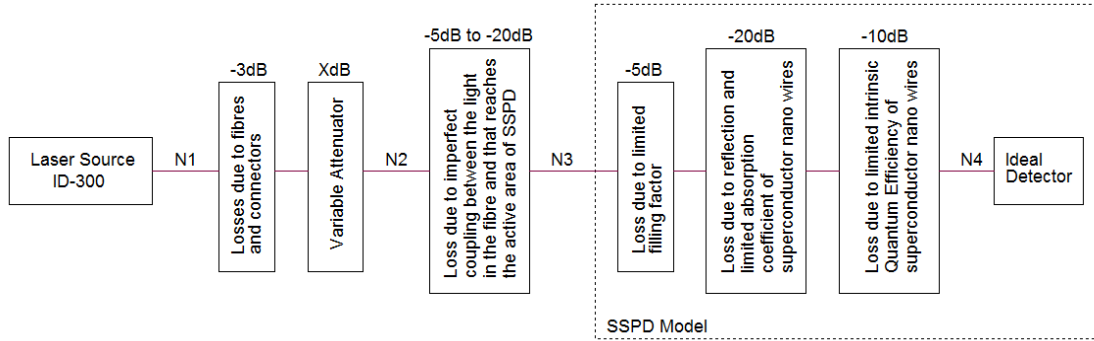 Laser Source
ID-300
N1
-3dB
Losses due to fibres
and connectors
XdB
Variable Attenuator
N2
-5dB to -20dB
Loss due to imperfect
coupling between the light
in the fibre and that reaches
the active area of SSPD
N3
-5dB
Loss due to limited
filling factor
-20dB
Loss due to reflection and
limited absorption
coefficient of
superconductor nano wires
-10dB
Loss due to limited intrinsic
Quantum Efficiency of
superconductor nano wires
N4
Ideal
Detector
SSPD Model